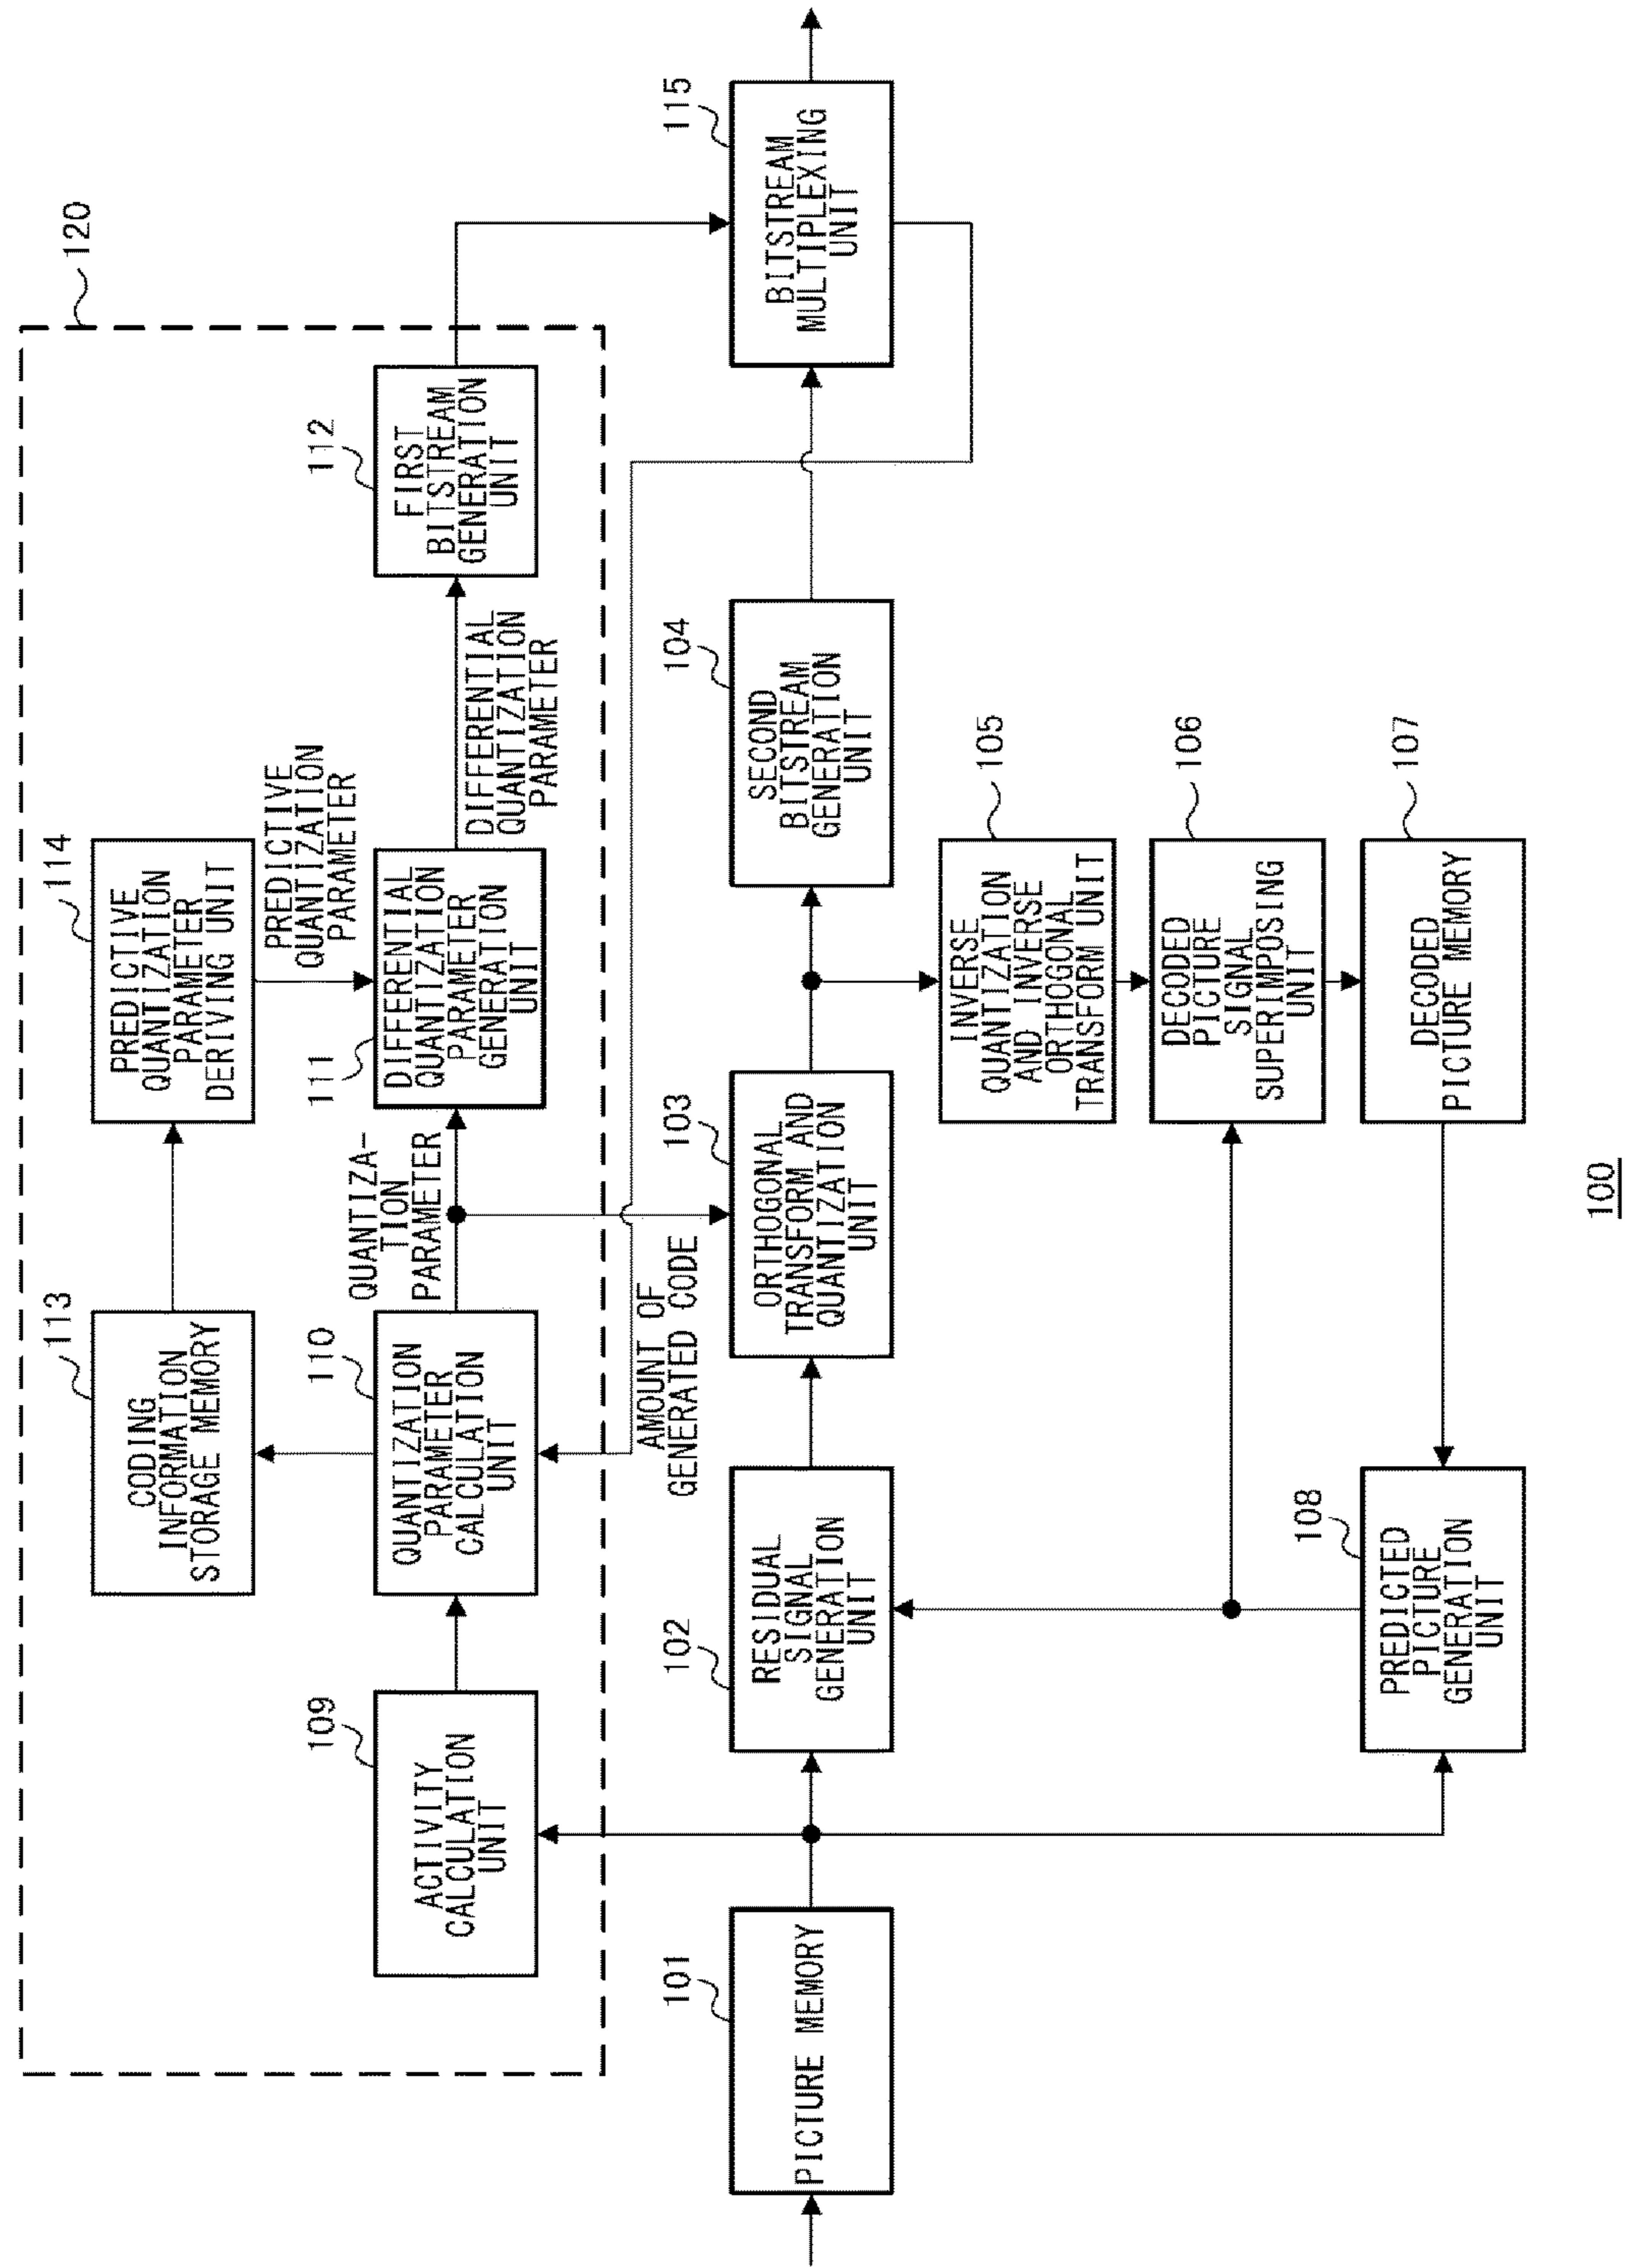 120
113
CODING
INFORMATION
STORAGE MEMORY
114
PREDICTIVE
QUANTIZATION
PARAMETER
DERIVING UNIT
PREDICTIVE
QUANTIZATION
PARAMETER
109
ACTIVITY
CALCULATION
UNIT
110
QUANTIZATION
PARAMETER
CALCULATION
UNIT
QUANTIZA-
TION
PARAMETER
111
DIFFERENTIAL
QUANTIZATION
PARAMETER
GENERATION
UNIT
DIFFERENTIAL
QUANTIZATION
PARAMETER
112
FIRST
BITSTREAM
GENERATION
UNIT
AMOUNT OF
GENERATED CODE
101
PICTURE MEMORY
102
RESIDUAL
SIGNAL
GENERATION
UNIT
103
ORTHOGONAL
TRANSFORM AND
QUANTIZATION
UNIT
104
SECOND
BITSTREAM
GENERATION
UNIT
115
BITSTREAM
MULTIPLEXING
UNIT
105
INVERSE
QUANTIZATION
AND INVERSE
ORTHOGONAL
TRANSFORM UNIT
106
DECODED
PICTURE
SIGNAL
SUPERIMPOSING
UNIT
108
PREDICTED
PICTURE
GENERATION
UNIT
107
DECODED
PICTURE MEMORY
100